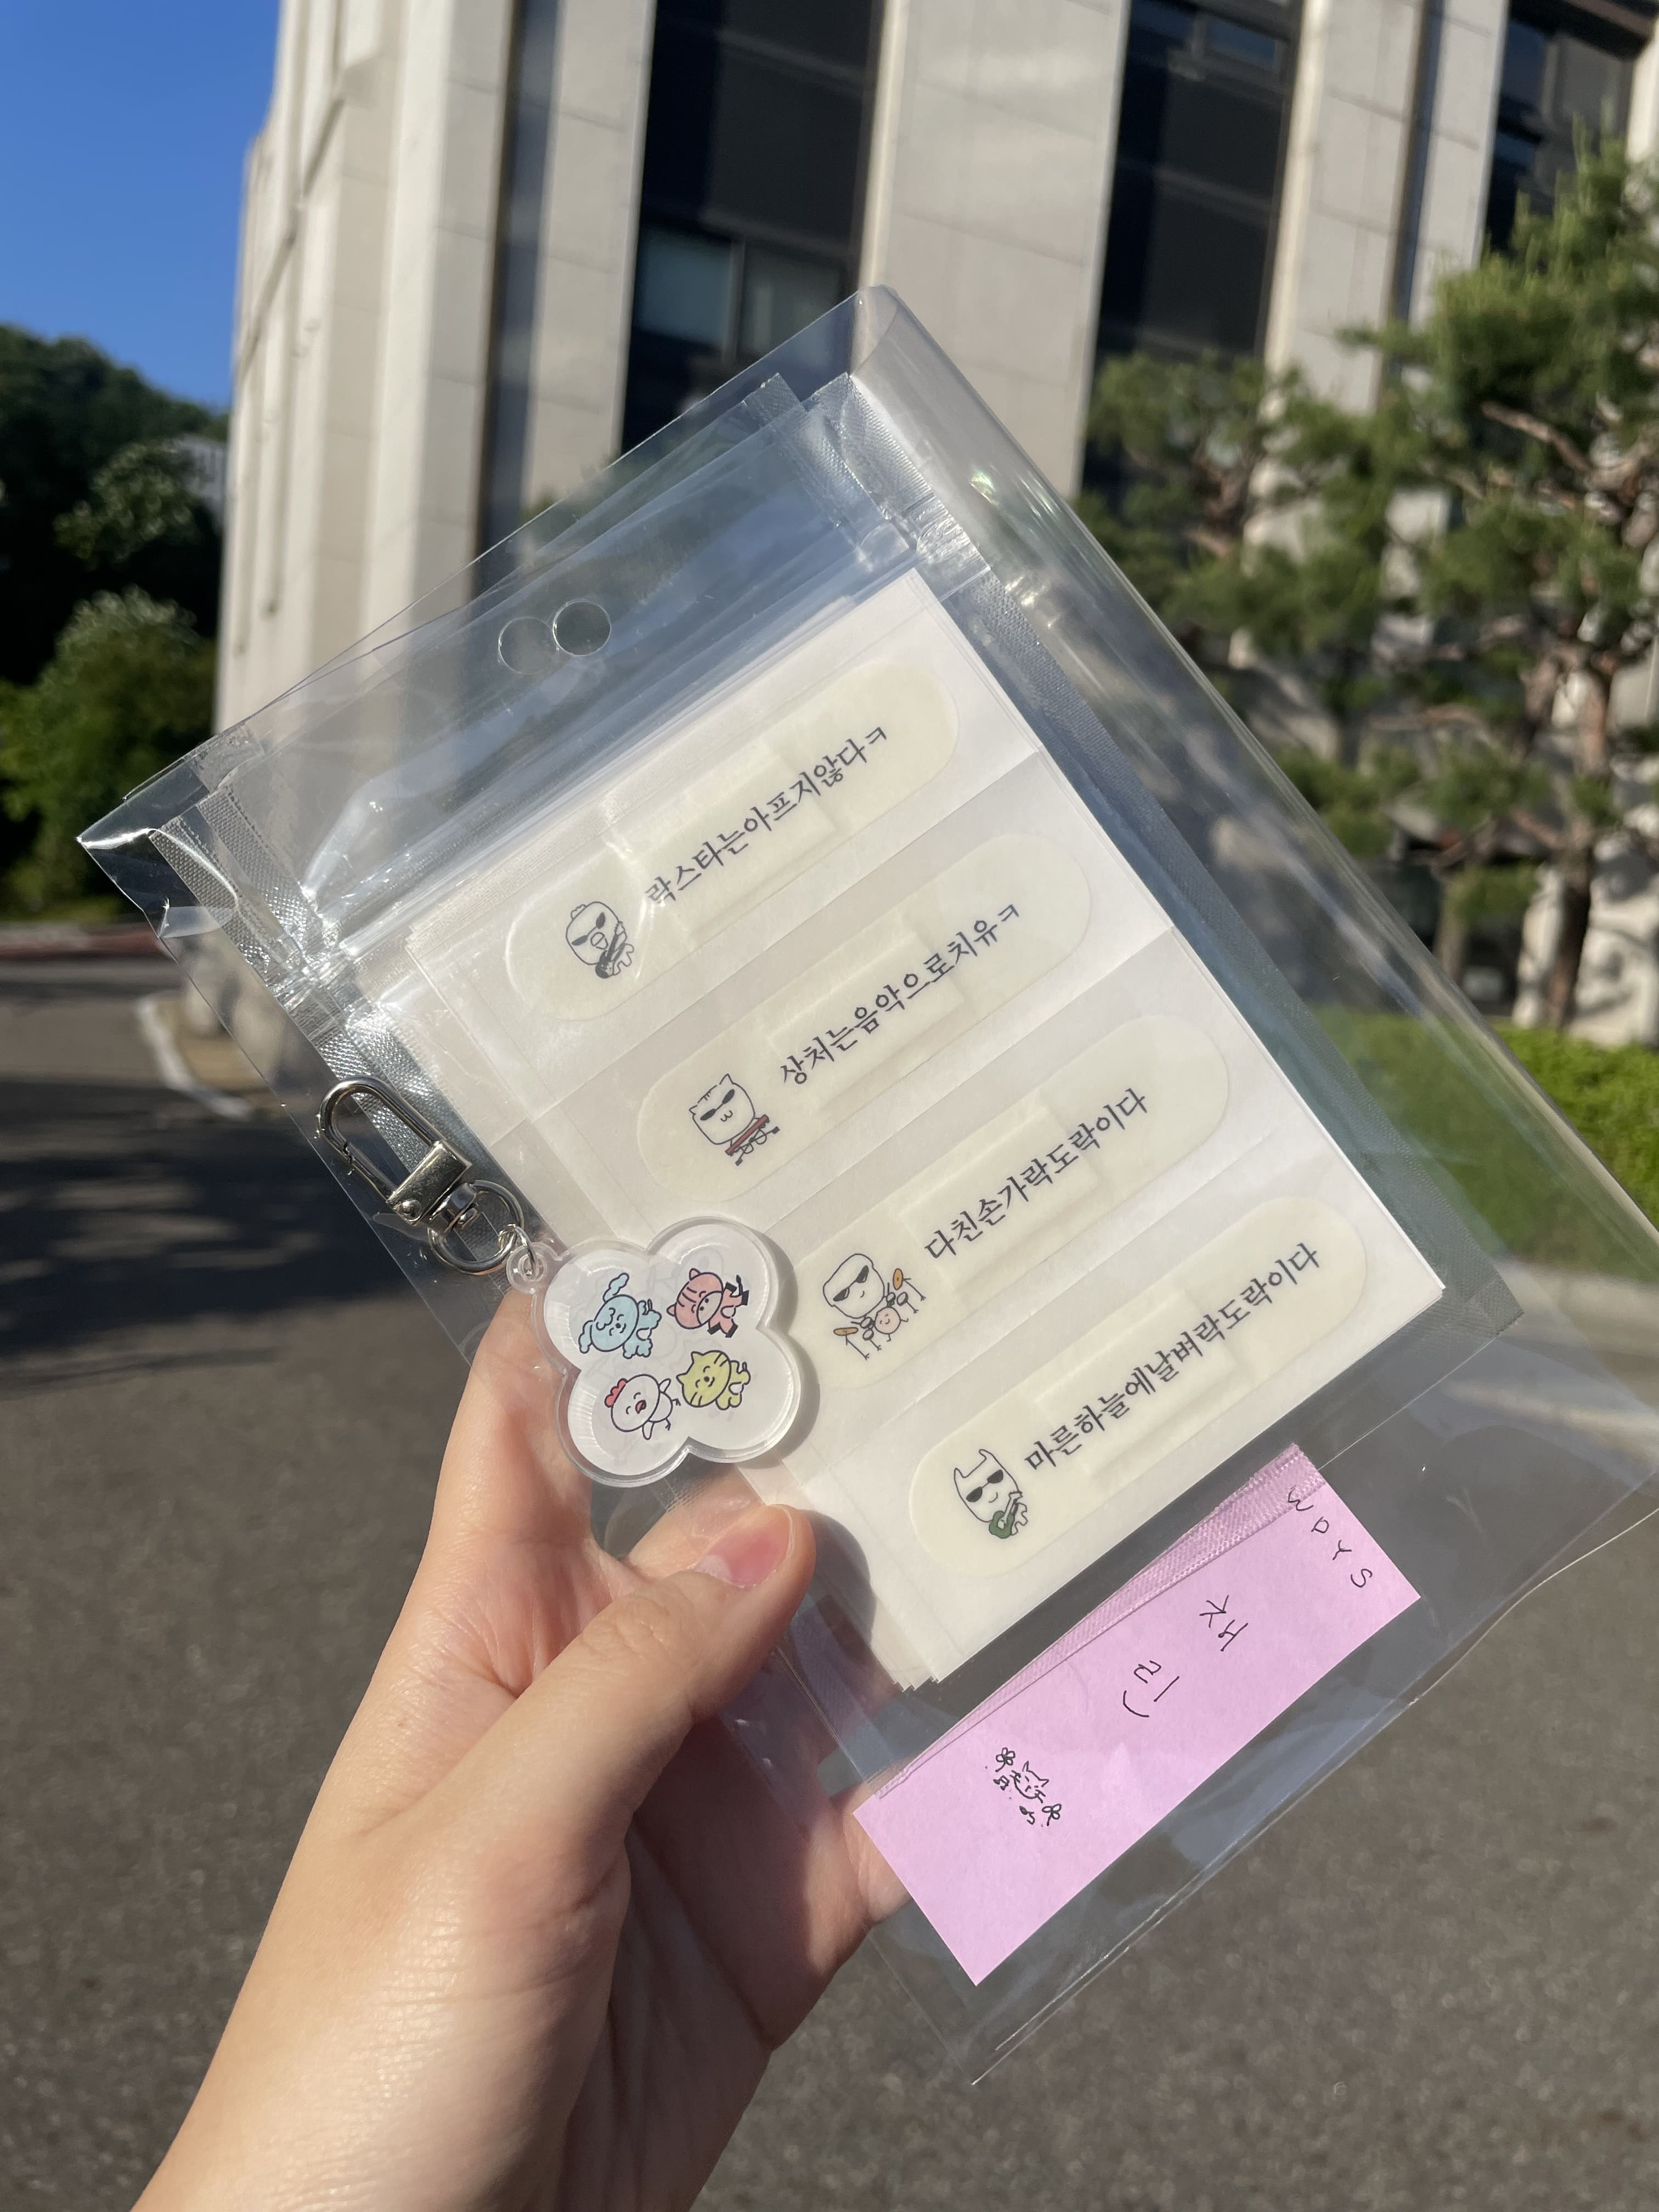 락스타는아프지않다ㅋ
상처는음악으로치유ㅋ
다친손가락도락이다
마른하늘에날벼락도락이다
ways
채린